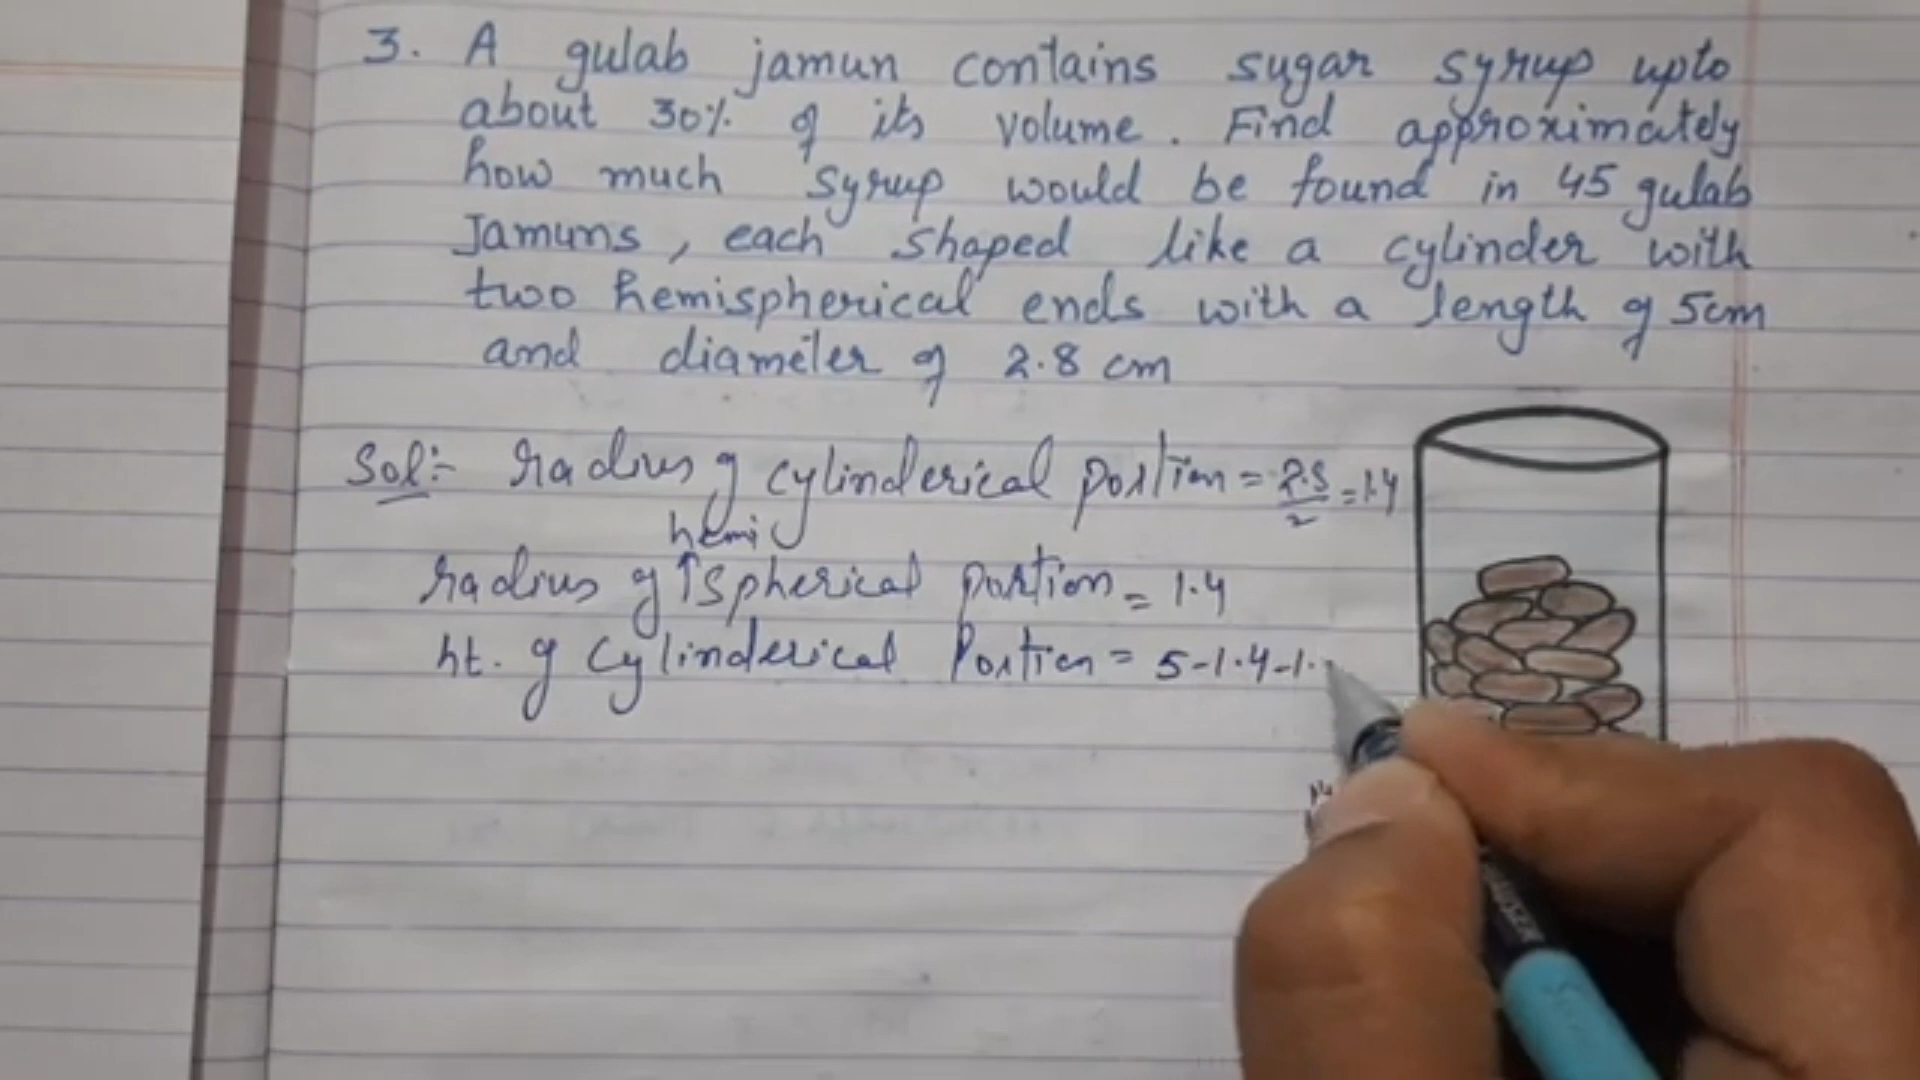 3. A gulab jamun contains sugar syrup upto
about 30% of its volume. Find approximately
how much syrup would be found in 45 gulab
Jamuns, each shaped like a cylinder with
two hemispherical ends with a length of 5cm
and diameter of 2.8 cm
Sol:- radius of cylinderical portion = 2.8/2 = 1.4
hemi
radius of ↑spherical portion = 1.4
ht. of cylinderical Portion = 5-1.4-1.